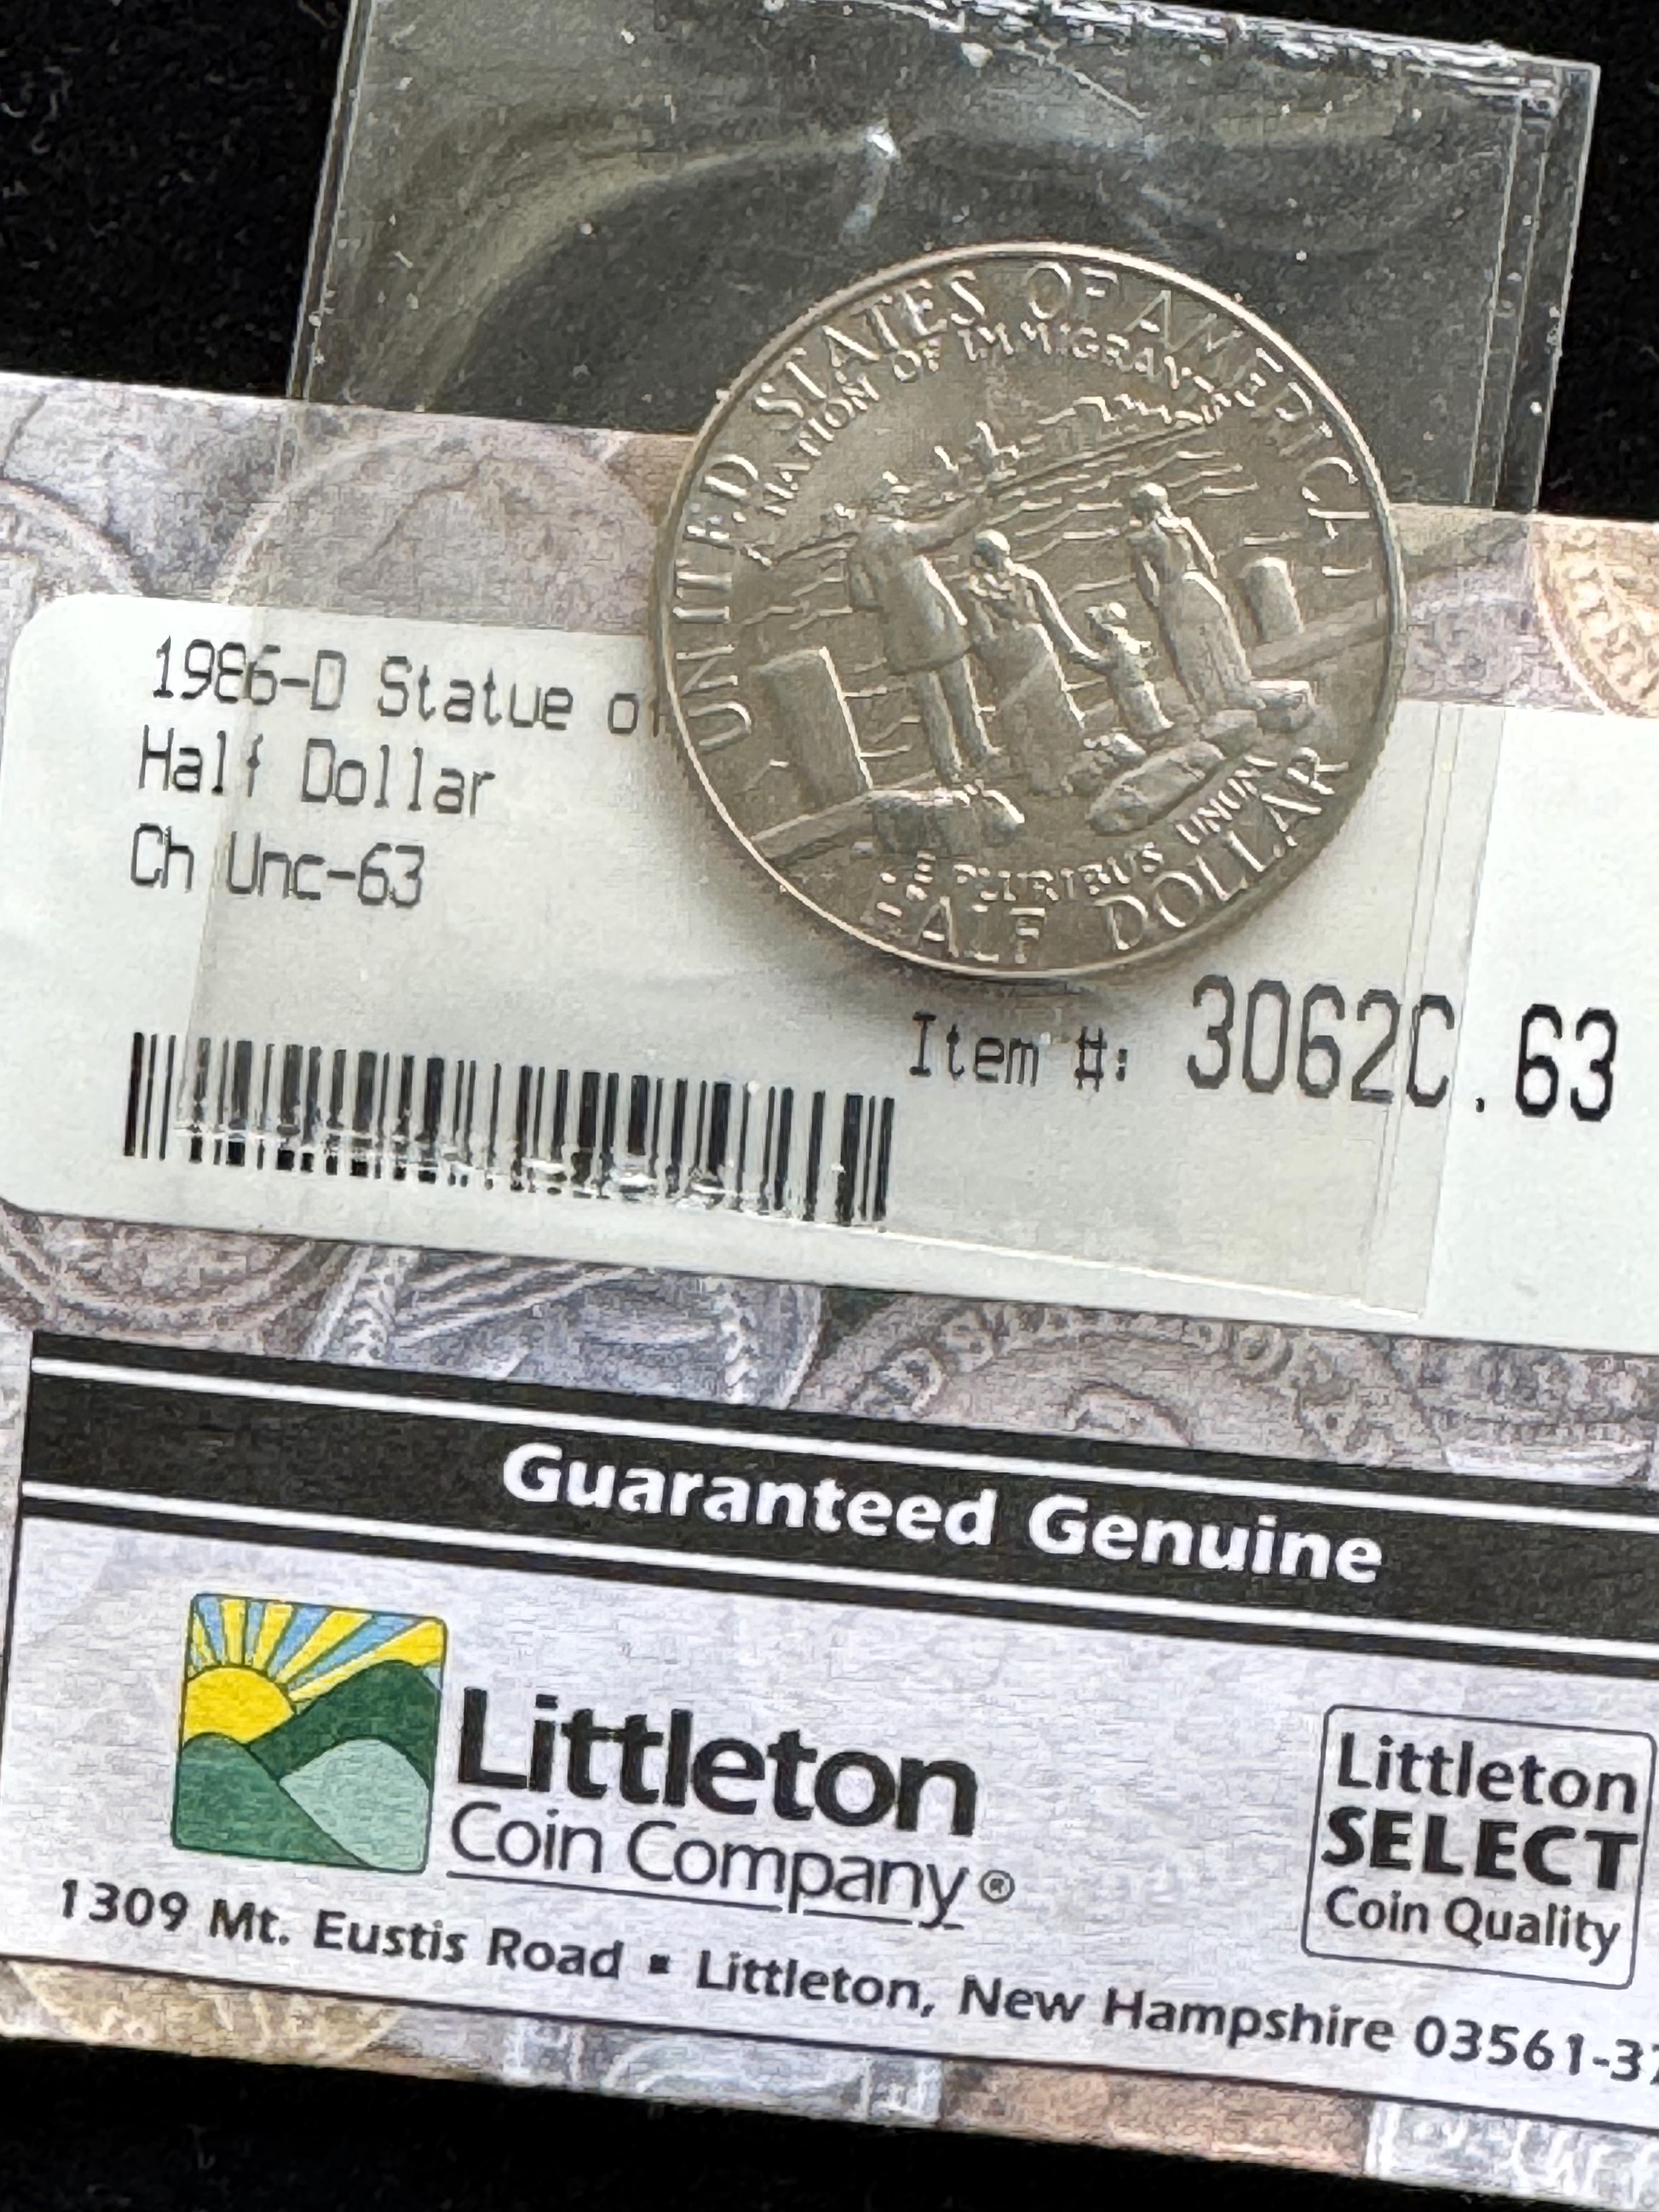 UNITED STATES OF AMERICA
A NATION OF IMMIGRANTS
E PLURIBUS UNUM
HALF DOLLAR
1986-D Statue of
Half Dollar
Ch Unc-63
Item #: 3062C.63
Guaranteed Genuine
Littleton
Coin Company®
Littleton
SELECT
Coin Quality
1309 Mt. Eustis Road ▪ Littleton, New Hampshire 03561-37